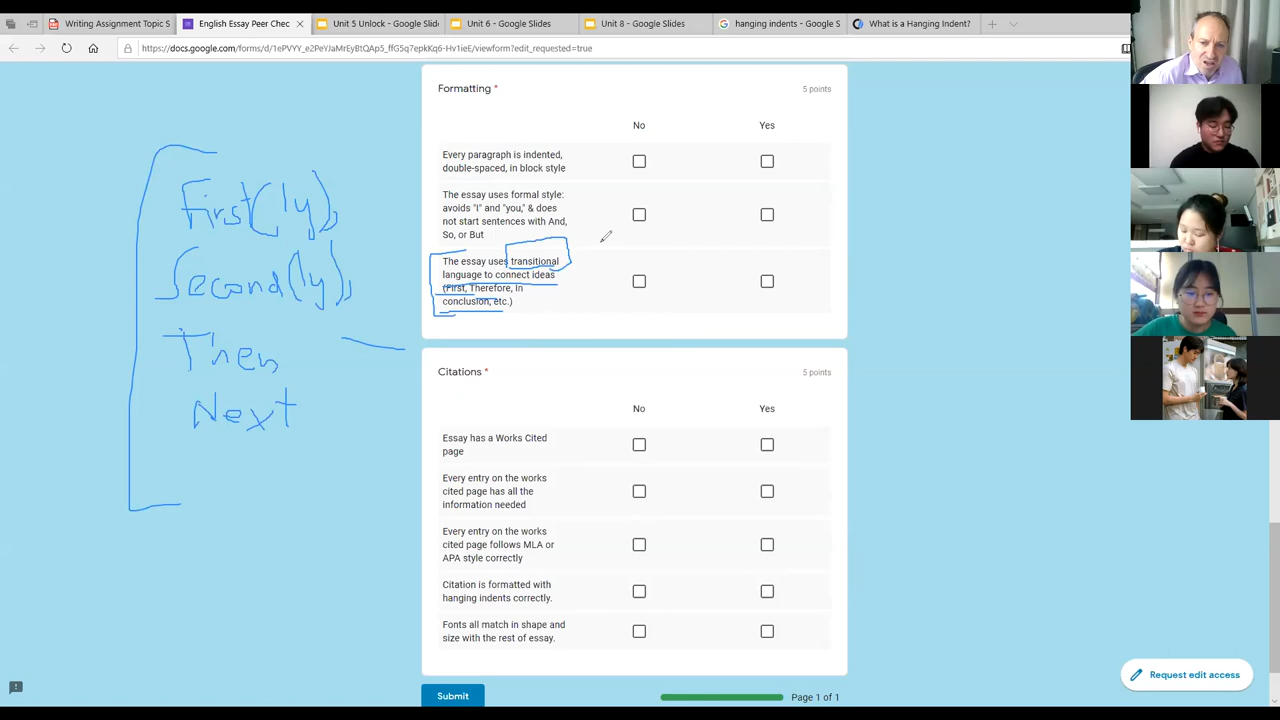 Writing Assignment Topic S
English Essay Peer Chec
Unit 5 Unlock - Google Slide
Unit 6 - Google Slides
Unit 8 - Google Slides
hanging indents - Google S
What is a Hanging Indent?
https://docs.google.com/forms/d/1ePVYY_e2PeYJaMrEyBtQAp5_ffG5q7epkKq6-Hv1ieE/viewform?edit_requested=true
Formatting *
5 points
No Yes
Every paragraph is indented,
double-spaced, in block style
The essay uses formal style:
avoids "I" and "you," & does
not start sentences with And,
So, or But
The essay uses transitional
language to connect ideas
(First, Therefore, In
conclusion, etc.)
First(ly),
Second(ly),
Then
Next
Citations *
5 points
No Yes
Essay has a Works Cited
page
Every entry on the works
cited page has all the
information needed
Every entry on the works
cited page follows MLA or
APA style correctly
Citation is formatted with
hanging indents correctly.
Fonts all match in shape and
size with the rest of essay.
Submit
Page 1 of 1
Request edit access